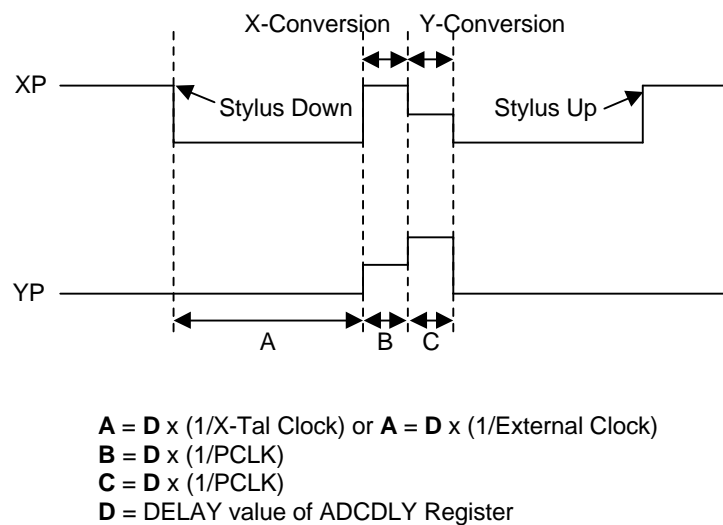 X-Conversion Y-Conversion
XP
Stylus Down
Stylus Up
YP
A
B
C
A = D x (1/X-Tal Clock) or A = D x (1/External Clock)
B = D x (1/PCLK)
C = D x (1/PCLK)
D = DELAY value of ADCDLY Register